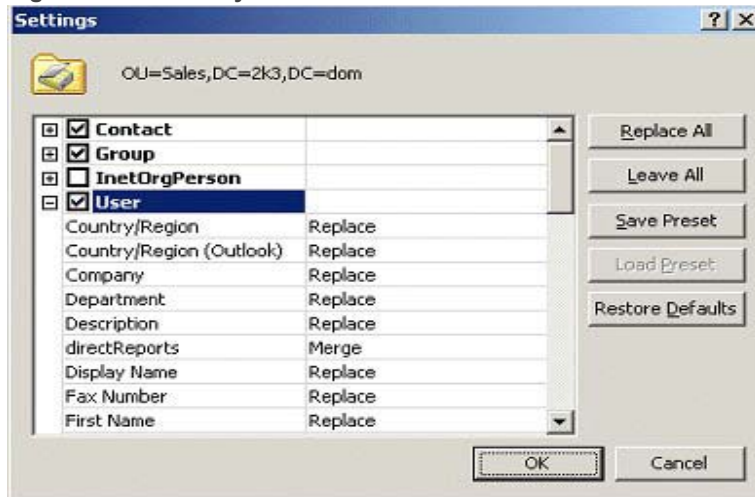 Settings
OU=Sales,DC=2k3,DC=dom
Contact
Group
InetOrgPerson
User
Country/Region Replace
Country/Region (Outlook) Replace
Company Replace
Department Replace
Description Replace
directReports Merge
Display Name Replace
Fax Number Replace
First Name Replace
Replace All
Leave All
Save Preset
Load Preset
Restore Defaults
OK Cancel